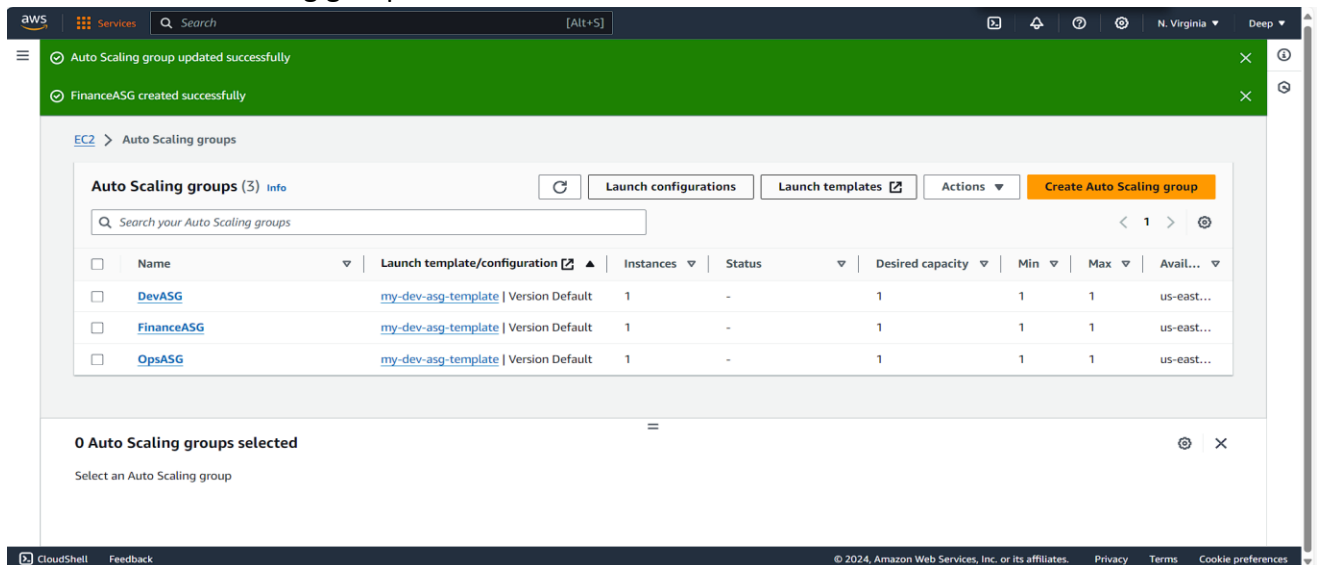 aws Services Search [Alt+S] N. Virginia Deep
Auto Scaling group updated successfully
FinanceASG created successfully
EC2 > Auto Scaling groups
Auto Scaling groups (3) Info Launch configurations Launch templates Actions Create Auto Scaling group
Search your Auto Scaling groups 1
Name Launch template/configuration Instances Status Desired capacity Min Max Avail...
DevASG my-dev-asg-template | Version Default 1 - 1 1 1 us-east...
FinanceASG my-dev-asg-template | Version Default 1 - 1 1 1 us-east...
OpsASG my-dev-asg-template | Version Default 1 - 1 1 1 us-east...
0 Auto Scaling groups selected
Select an Auto Scaling group
CloudShell Feedback © 2024, Amazon Web Services, Inc. or its affiliates. Privacy Terms Cookie preferences